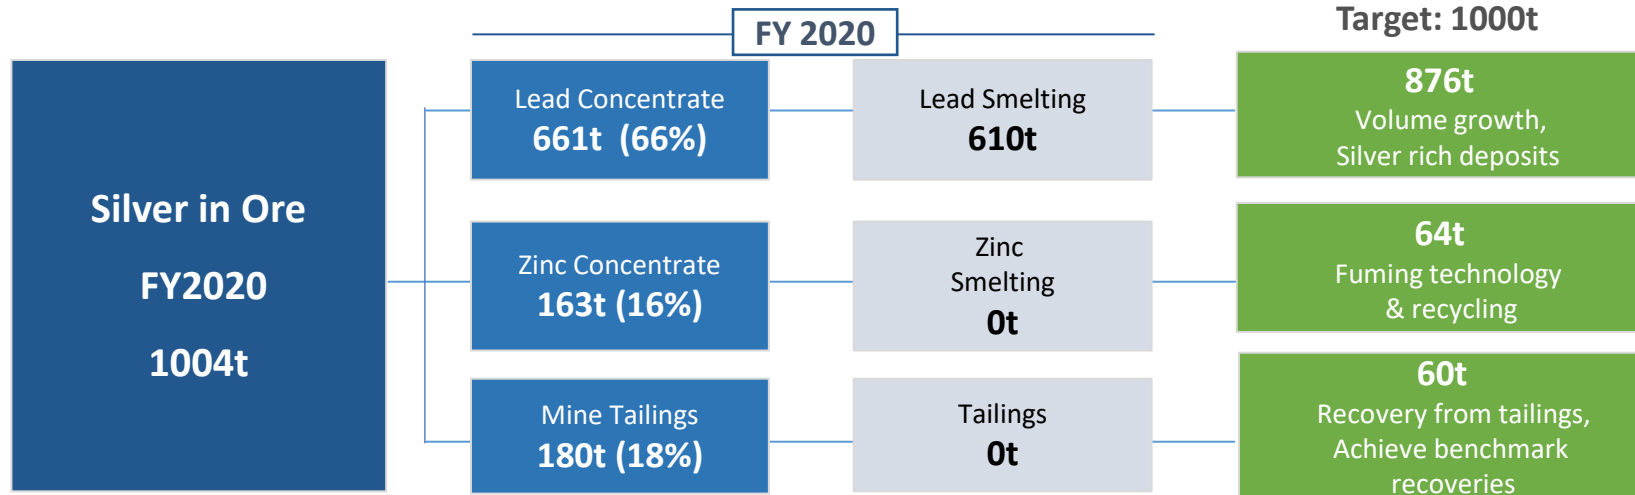 FY 2020
Target: 1000t
Silver in Ore
FY2020
1004t
Lead Concentrate
661t (66%)
Lead Smelting
610t
876t
Volume growth,
Silver rich deposits
Zinc Concentrate
163t (16%)
Zinc
Smelting
0t
64t
Fuming technology
& recycling
Mine Tailings
180t (18%)
Tailings
0t
60t
Recovery from tailings,
Achieve benchmark
recoveries